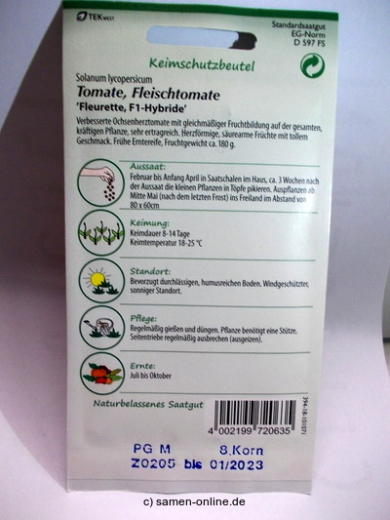 TEK WEST
Standardsaatgut
EG-Norm
D 597 FS
Keimschutzbeutel
Solanum lycopersicum
Tomate, Fleischtomate
'Fleurette, F1-Hybride'
Verbesserte Ochsenherztomate mit gleichmäßiger Fruchtbildung auf der gesamten,
kräftigen Pflanze, sehr ertragreich. Herzförmige, säurearme Früchte mit tollem
Geschmack. Frühe Erntereife, Fruchtgewicht ca. 180 g.
Aussaat:
Februar bis Anfang April in Saatschalen im Haus, ca. 3 Wochen nach
der Aussaat die kleinen Pflanzen in Töpfe pikieren. Auspflanzen ab
Mitte Mai (nach dem letzten Frost) ins Freiland im Abstand von
80 x 60cm
Keimung:
Keimdauer 8-14 Tage
Keimtemperatur 18-25 °C
Standort:
Bevorzugt durchlässigen, humusreichen Boden. Windgeschützter,
sonniger Standort.
Pflege:
Regelmäßig gießen und düngen. Pflanze benötigt eine Stütze.
Seitentriebe regelmäßig ausbrechen (ausgeizen).
Ernte:
Juli bis Oktober
Naturbelassenes Saatgut
4 002199 720635
PG M 8.Korn
Z0205 bis 01/2023
c) samen-online.de